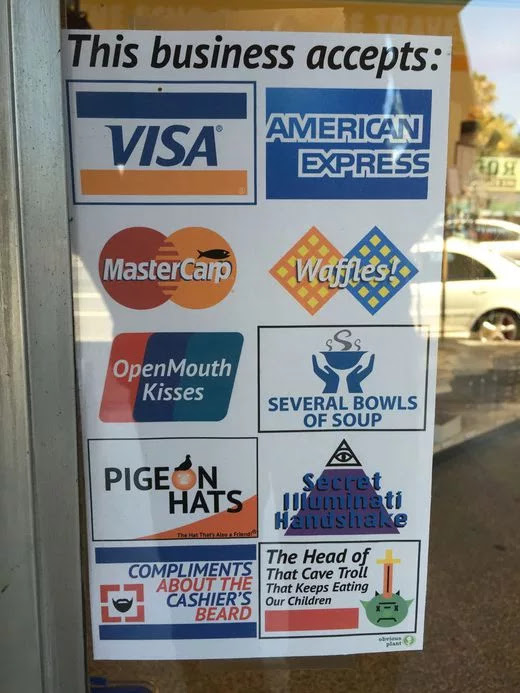 This business accepts:
VISA®
AMERICAN
EXPRESS
MasterCarp
Waffles!
OpenMouth
Kisses
SEVERAL BOWLS
OF SOUP
PIGEON
HATS
The Hat That's Also a Friend!®
Secret
Illuminati
Handshake
COMPLIMENTS
ABOUT THE
CASHIER'S
BEARD
The Head of
That Cave Troll
That Keeps Eating
Our Children
obvious
plant